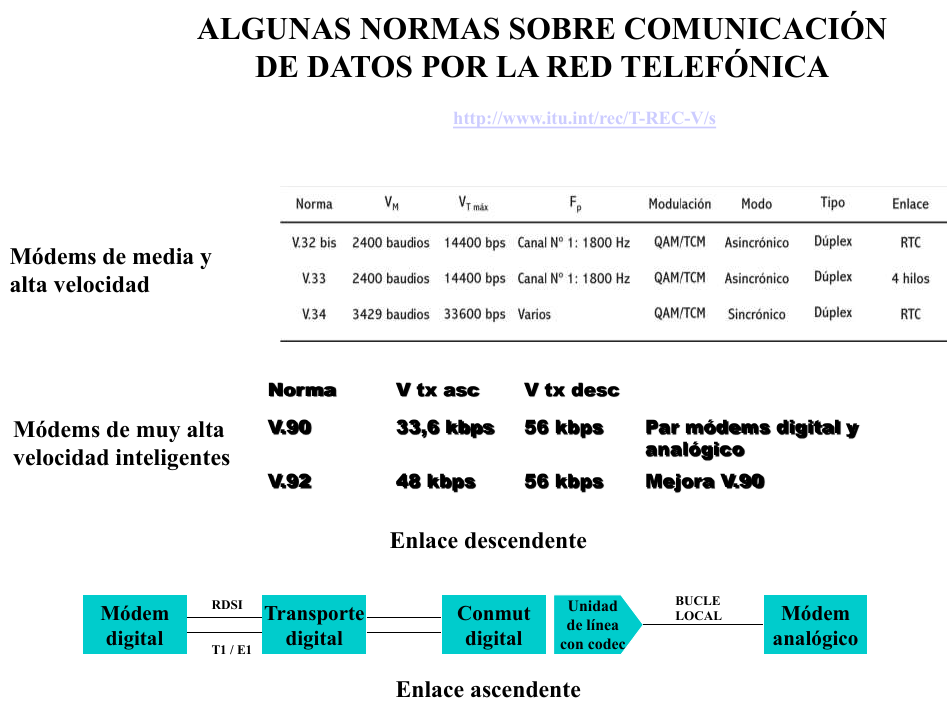 ALGUNAS NORMAS SOBRE COMUNICACIÓN
DE DATOS POR LA RED TELEFÓNICA
http://www.itu.int/rec/T-REC-V/s
Norma V_M V_T máx F_p Modulación Modo Tipo Enlace
V.32 bis 2400 baudios 14400 bps Canal N° 1: 1800 Hz QAM/TCM Asincrónico Dúplex RTC
Módems de media y
alta velocidad
V.33 2400 baudios 14400 bps Canal N° 1: 1800 Hz QAM/TCM Asincrónico Dúplex 4 hilos
V.34 3429 baudios 33600 bps Varios QAM/TCM Sincrónico Dúplex RTC
Norma V tx asc V tx desc
Módems de muy alta
velocidad inteligentes
V.90 33,6 kbps 56 kbps Par módems digital y
analógico
V.92 48 kbps 56 kbps Mejora V.90
Enlace descendente
Módem
digital
RDSI
T1 / E1
Transporte
digital
Conmut
digital
Unidad
de línea
con codec
BUCLE
LOCAL
Módem
analógico
Enlace ascendente